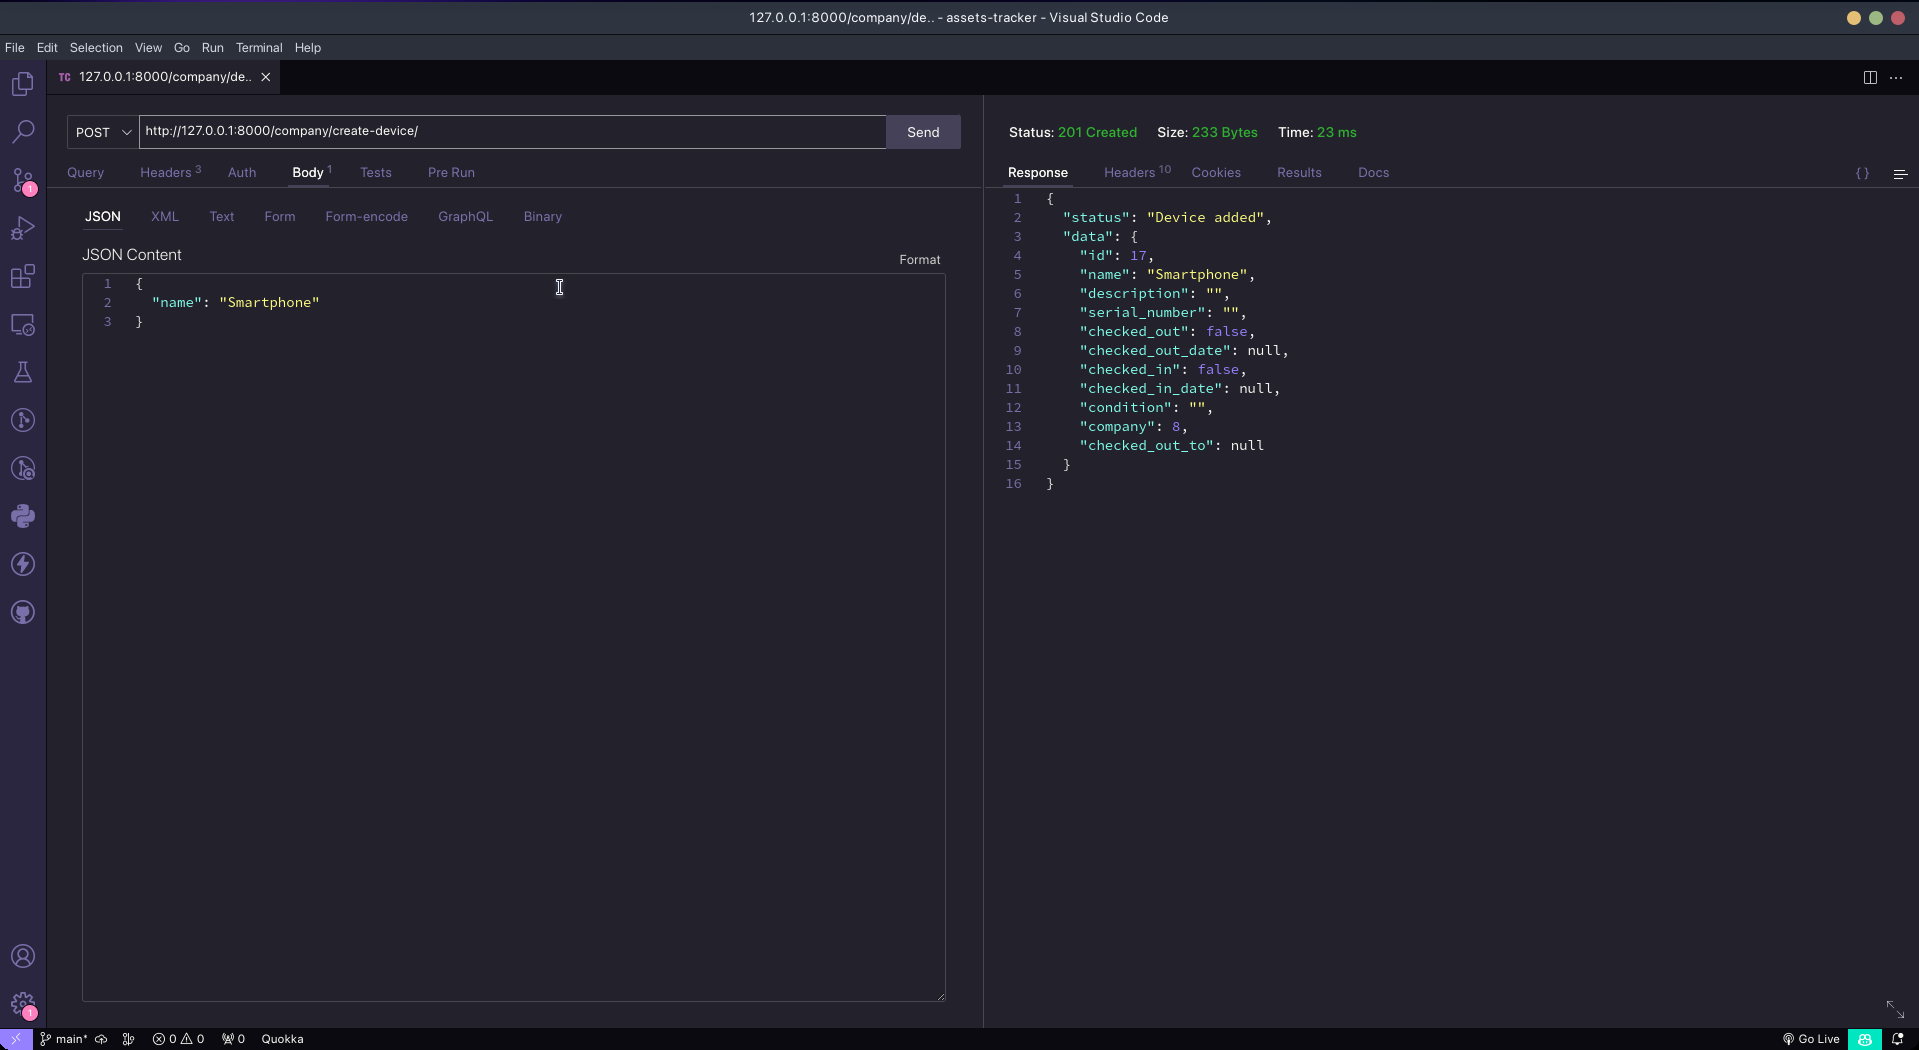 127.0.0.1:8000/company/de.. - assets-tracker - Visual Studio Code
File Edit Selection View Go Run Terminal Help
TC 127.0.0.1:8000/company/de..
POST http://127.0.0.1:8000/company/create-device/ Send
Query Headers 3 Auth Body 1 Tests Pre Run
JSON XML Text Form Form-encode GraphQL Binary
JSON Content
Format
1 {
2 "name": "Smartphone"
3 }
Status: 201 Created Size: 233 Bytes Time: 23 ms
Response Headers 10 Cookies Results Docs {}
1 {
2 "status": "Device added",
3 "data": {
4 "id": 17,
5 "name": "Smartphone",
6 "description": "",
7 "serial_number": "",
8 "checked_out": false,
9 "checked_out_date": null,
10 "checked_in": false,
11 "checked_in_date": null,
12 "condition": "",
13 "company": 8,
14 "checked_out_to": null
15 }
16 }
1
1
main* 0 0 0 Quokka
Go Live